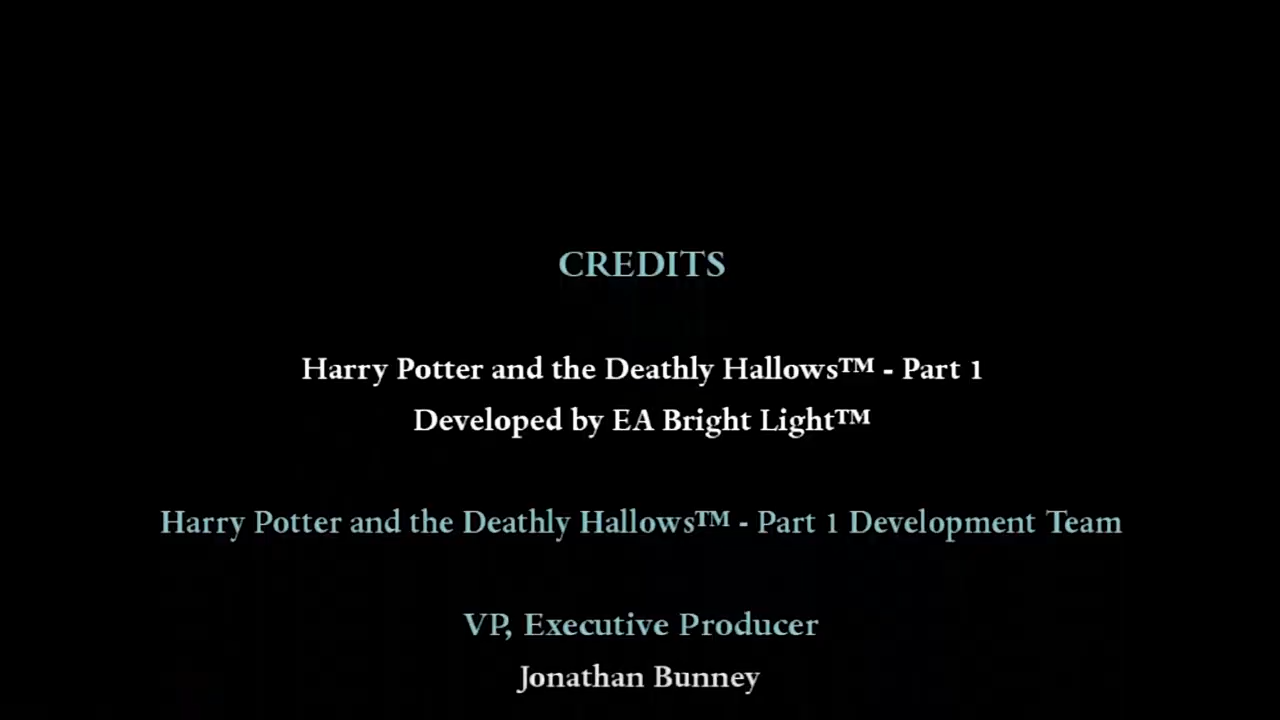 CREDITS
Harry Potter and the Deathly Hallows™ - Part 1
Developed by EA Bright Light™
Harry Potter and the Deathly Hallows™ - Part 1 Development Team
VP, Executive Producer
Jonathan Bunney